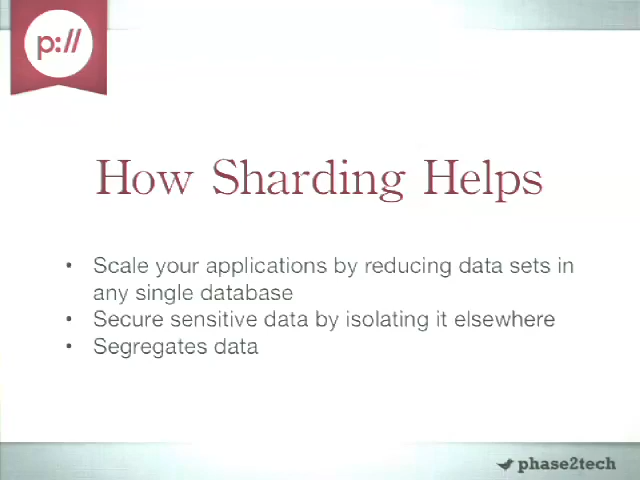 p://
How Sharding Helps
• Scale your applications by reducing data sets in
any single database
• Secure sensitive data by isolating it elsewhere
• Segregates data
phase2tech